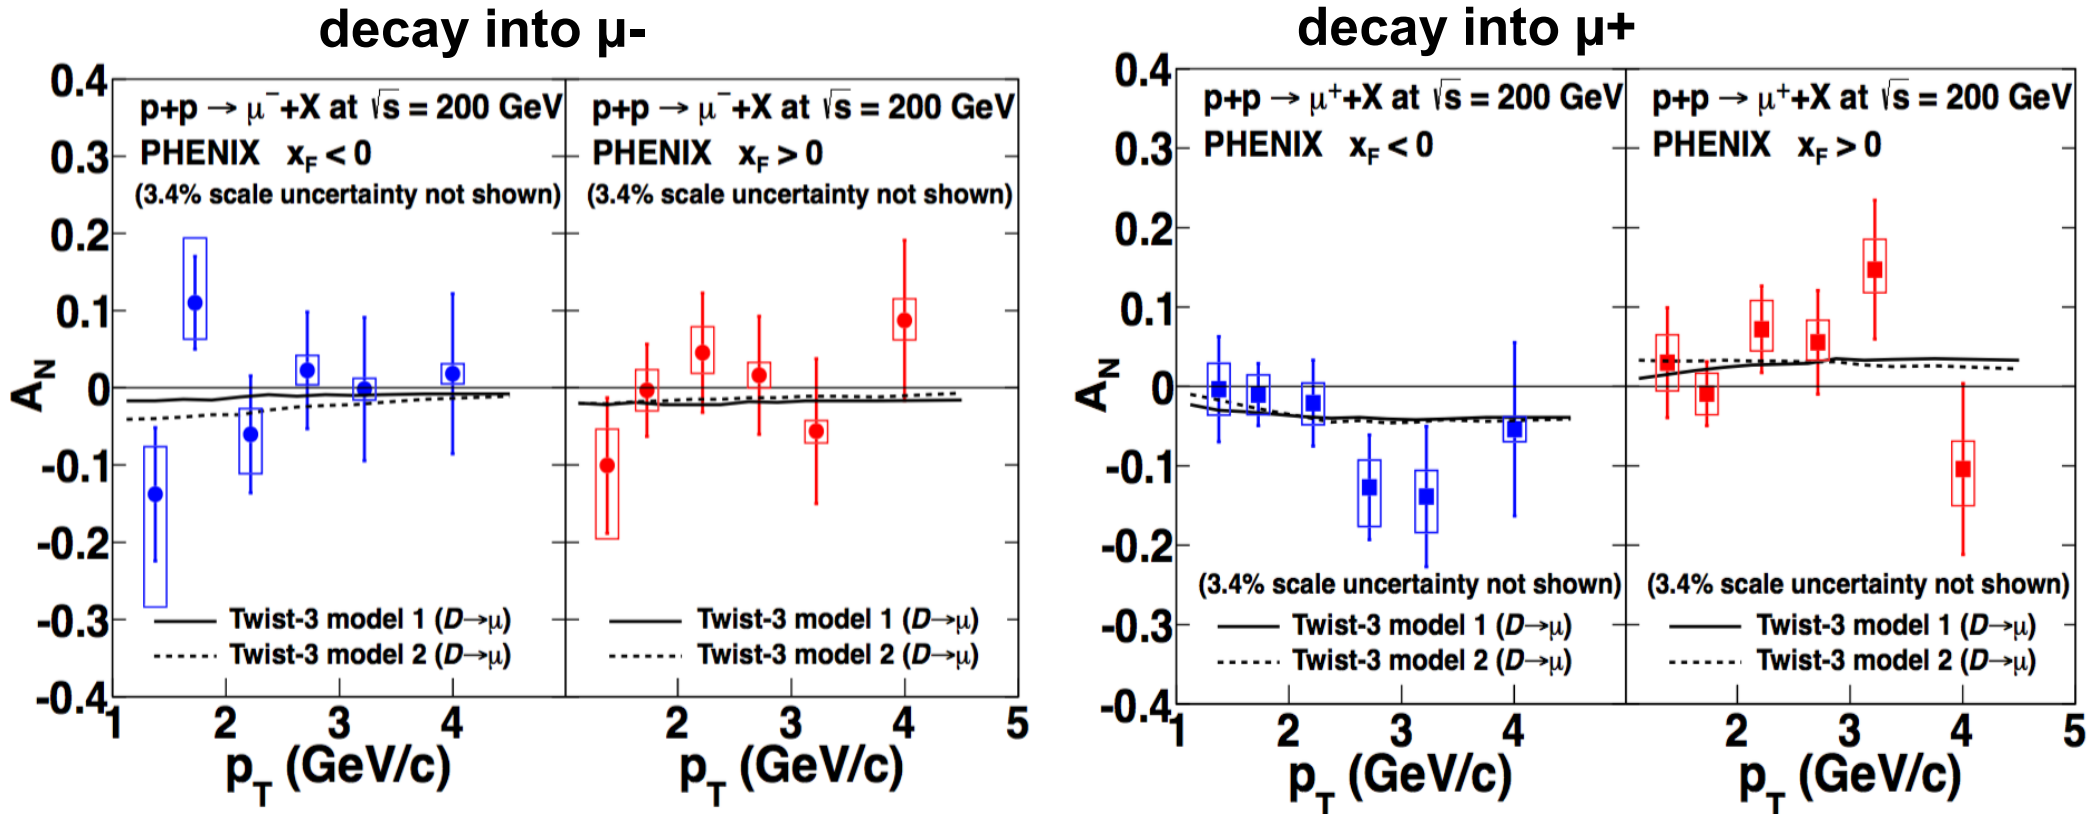 decay into μ-
decay into μ+
0.4
0.3
0.2
0.1
0
-0.1
-0.2
-0.3
-0.4
A_N
p+p → μ⁻+X at √s = 200 GeV
PHENIX x_F < 0
(3.4% scale uncertainty not shown)
Twist-3 model 1 (D→μ)
Twist-3 model 2 (D→μ)
p+p → μ⁻+X at √s = 200 GeV
PHENIX x_F > 0
(3.4% scale uncertainty not shown)
Twist-3 model 1 (D→μ)
Twist-3 model 2 (D→μ)
1 2 3 4 2 3 4 5
p_T (GeV/c) p_T (GeV/c)
0.4
0.3
0.2
0.1
0
-0.1
-0.2
-0.3
-0.4
A_N
p+p → μ⁺+X at √s = 200 GeV
PHENIX x_F < 0
(3.4% scale uncertainty not shown)
Twist-3 model 1 (D→μ)
Twist-3 model 2 (D→μ)
p+p → μ⁺+X at √s = 200 GeV
PHENIX x_F > 0
(3.4% scale uncertainty not shown)
Twist-3 model 1 (D→μ)
Twist-3 model 2 (D→μ)
1 2 3 4 2 3 4 5
p_T (GeV/c) p_T (GeV/c)